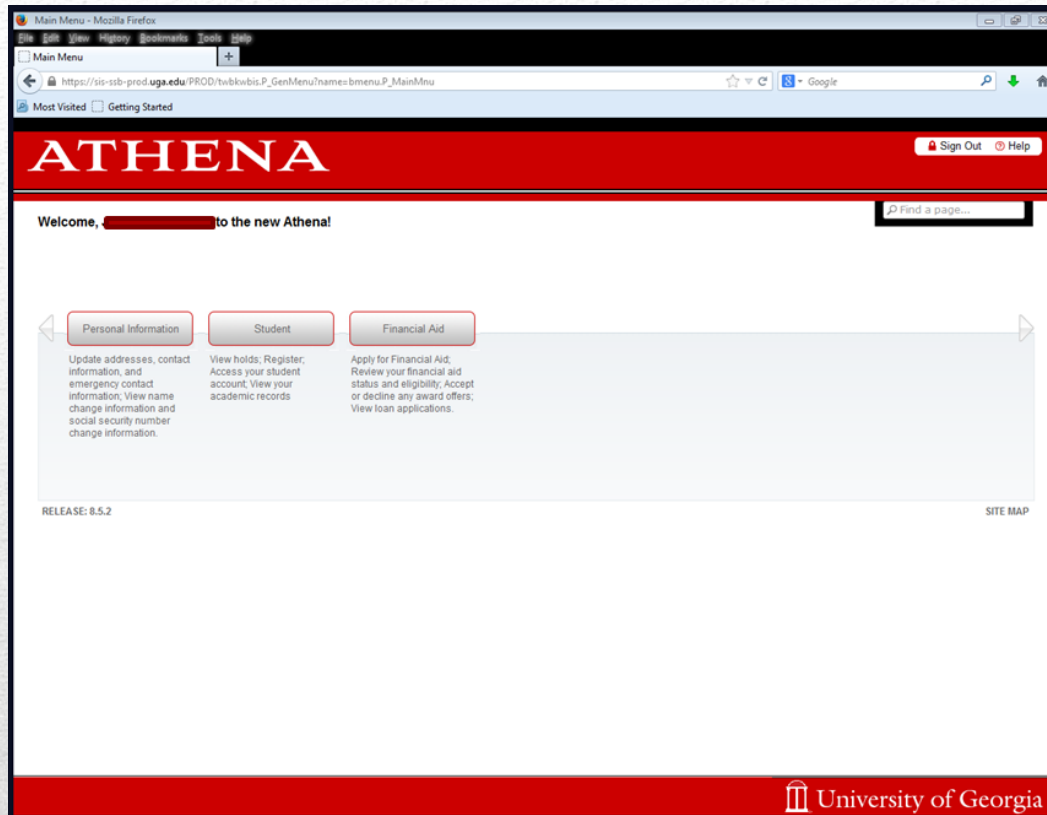 Main Menu - Mozilla Firefox
File Edit View History Bookmarks Tools Help
Main Menu +
https://sis-ssb-prod.uga.edu/PROD/twbkwbis.P_GenMenu?name=bmenu.P_MainMnu
Google
Most Visited Getting Started
ATHENA
Sign Out Help
Welcome, to the new Athena!
Find a page...
Personal Information
Update addresses, contact
information, and
emergency contact
information; View name
change information and
social security number
change information.
Student
View holds; Register;
Access your student
account; View your
academic records
Financial Aid
Apply for Financial Aid;
Review your financial aid
status and eligibility; Accept
or decline any award offers;
View loan applications.
RELEASE: 8.5.2
SITE MAP
University of Georgia